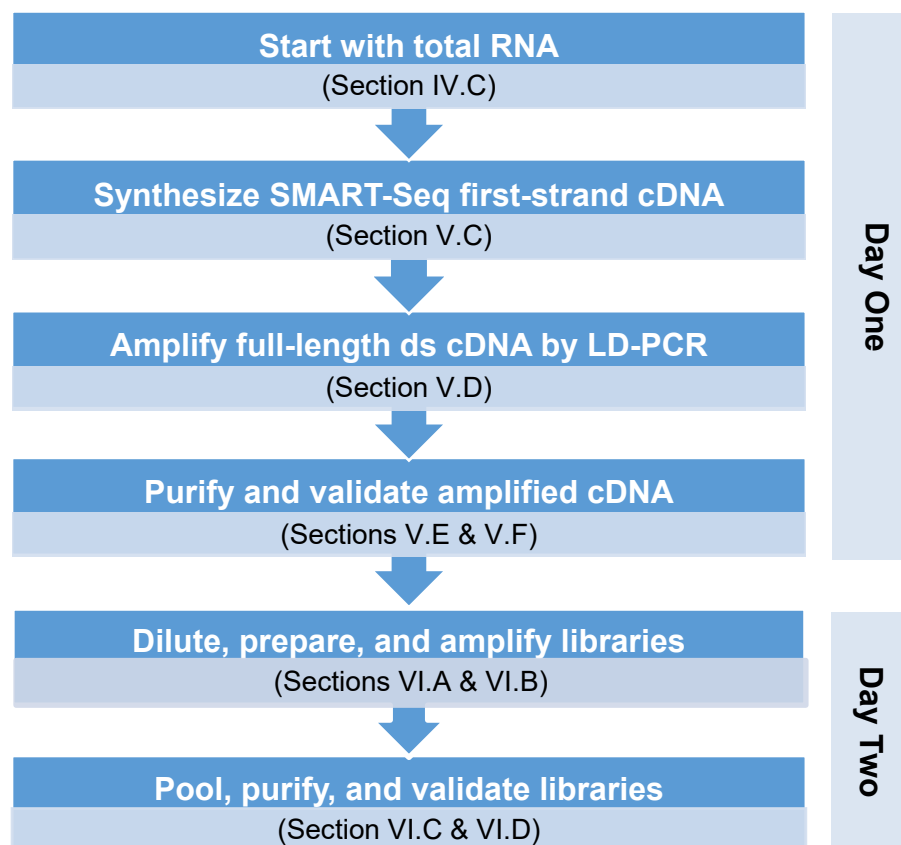 Start with total RNA
(Section IV.C)
Synthesize SMART-Seq first-strand cDNA
(Section V.C)
Amplify full-length ds cDNA by LD-PCR
(Section V.D)
Purify and validate amplified cDNA
(Sections V.E & V.F)
Day One
Dilute, prepare, and amplify libraries
(Sections VI.A & VI.B)
Pool, purify, and validate libraries
(Section VI.C & VI.D)
Day Two